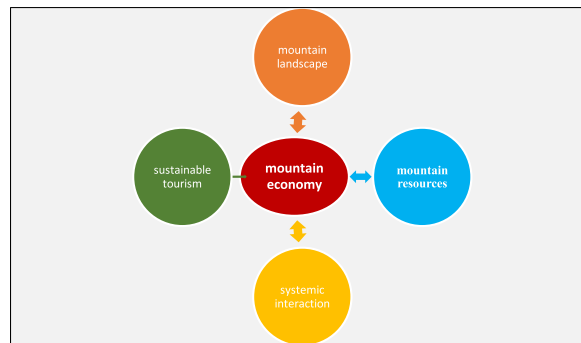 mountain
landscape
sustainable
tourism
mountain
economy
mountain
resources
systemic
interaction